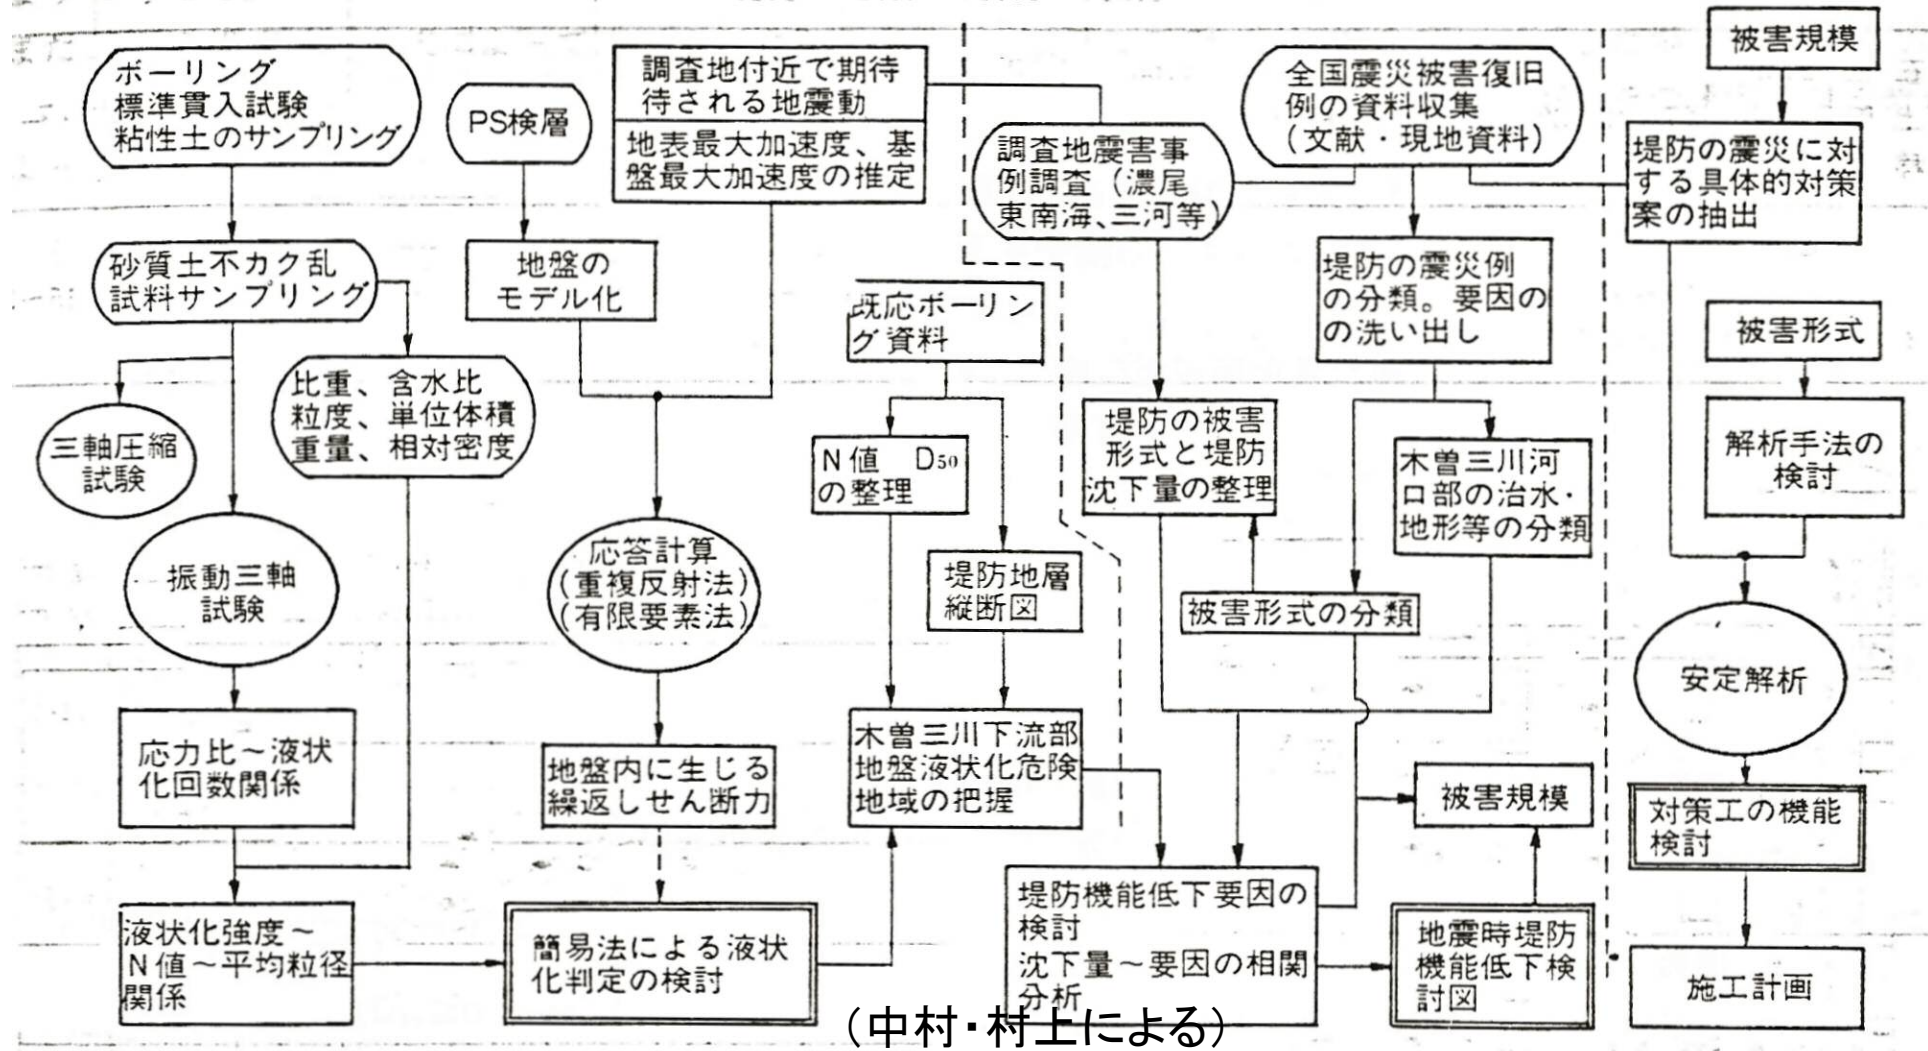 ボーリング
標準貫入試験
粘性土のサンプリング
PS検層
調査地付近で期待
待される地震動
地表最大加速度、基
盤最大加速度の推定
砂質土不カク乱
試料サンプリング
地盤の
モデル化
三軸圧縮
試験
比重、含水比
粒度、単位体積
重量、相対密度
振動三軸
試験
応答計算
(重複反射法)
(有限要素法)
応力比〜液状
化回数関係
地盤内に生じる
繰返しせん断力
液状化強度〜
N値〜平均粒径
関係
簡易法による液状
化判定の検討
既応ボーリン
グ資料
N値 D50
の整理
堤防地層
縦断図
木曽三川下流部
地盤液状化危険
地域の把握
調査地震害事
例調査(濃尾
東南海、三河等)
全国震災被害復旧
例の資料収集
(文献・現地資料)
堤防の震災例
の分類。要因の
の洗い出し
堤防の被害
形式と堤防
沈下量の整理
木曽三川河
口部の治水・
地形等の分類
被害形式の分類
被害規模
堤防機能低下要因の
検討
沈下量〜要因の相関
分析
地震時堤防
機能低下検
討図
被害規模
堤防の震災に対
する具体的対策
案の抽出
被害形式
解析手法の
検討
安定解析
対策工の機能
検討
施工計画
(中村・村上による)